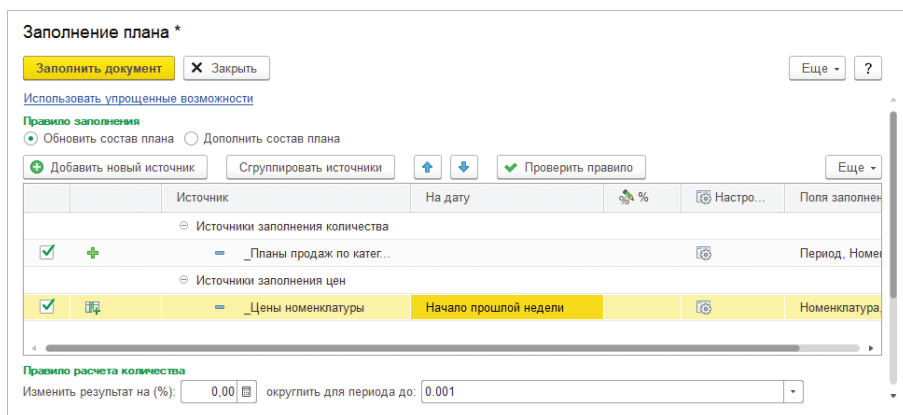 Заполнение плана *
Заполнить документ Закрыть Еще ?
Использовать упрощенные возможности
Правило заполнения
Обновить состав плана Дополнить состав плана
Добавить новый источник Сгруппировать источники Проверить правило Еще
Источник На дату % Настро... Поля заполнен
Источники заполнения количества
_Планы продаж по катег... Период, Номен
Источники заполнения цен
_Цены номенклатуры Начало прошлой недели Номенклатура,
Правило расчета количества
Изменить результат на (%): 0,00 округлить для периода до: 0.001